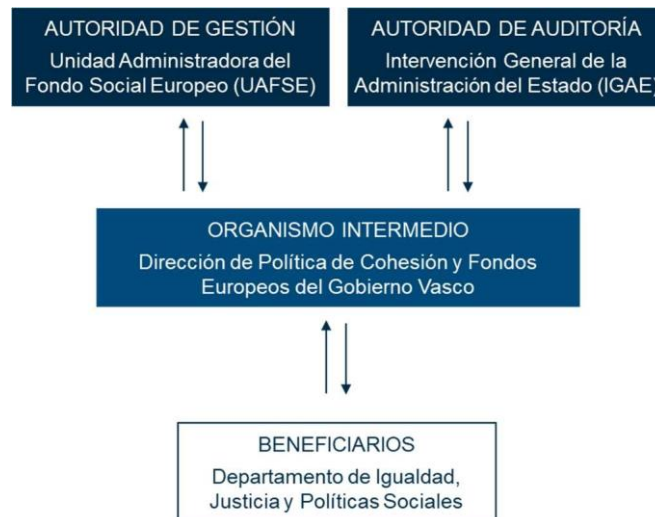 AUTORIDAD DE GESTIÓN
Unidad Administradora del
Fondo Social Europeo (UAFSE)
AUTORIDAD DE AUDITORÍA
Intervención General de la
Administración del Estado (IGAE)
ORGANISMO INTERMEDIO
Dirección de Política de Cohesión y Fondos
Europeos del Gobierno Vasco
BENEFICIARIOS
Departamento de Igualdad,
Justicia y Políticas Sociales